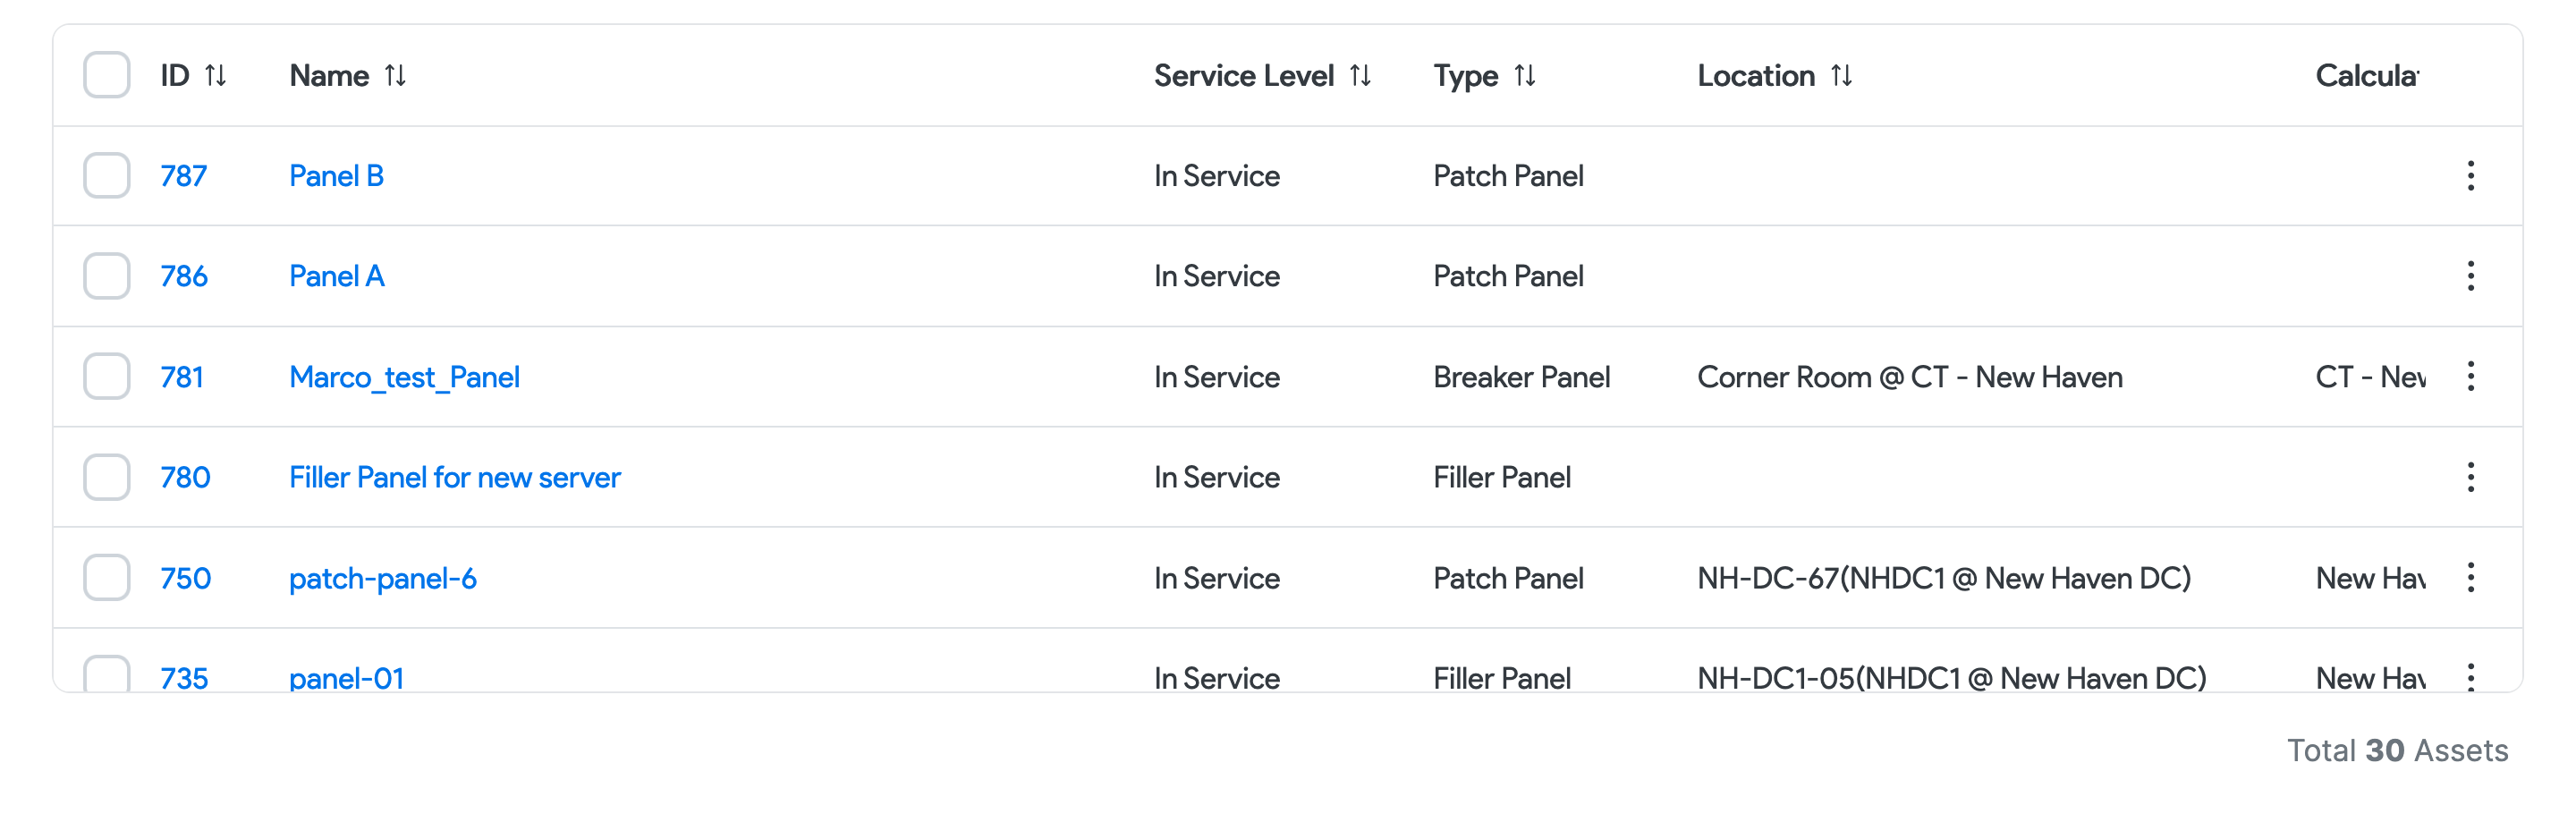 ID Name Service Level Type Location Calcula
787 Panel B In Service Patch Panel
786 Panel A In Service Patch Panel
781 Marco_test_Panel In Service Breaker Panel Corner Room @ CT - New Haven CT - New
780 Filler Panel for new server In Service Filler Panel
750 patch-panel-6 In Service Patch Panel NH-DC-67(NHDC1 @ New Haven DC) New Hav
735 panel-01 In Service Filler Panel NH-DC1-05(NHDC1 @ New Haven DC) New Hav
Total 30 Assets